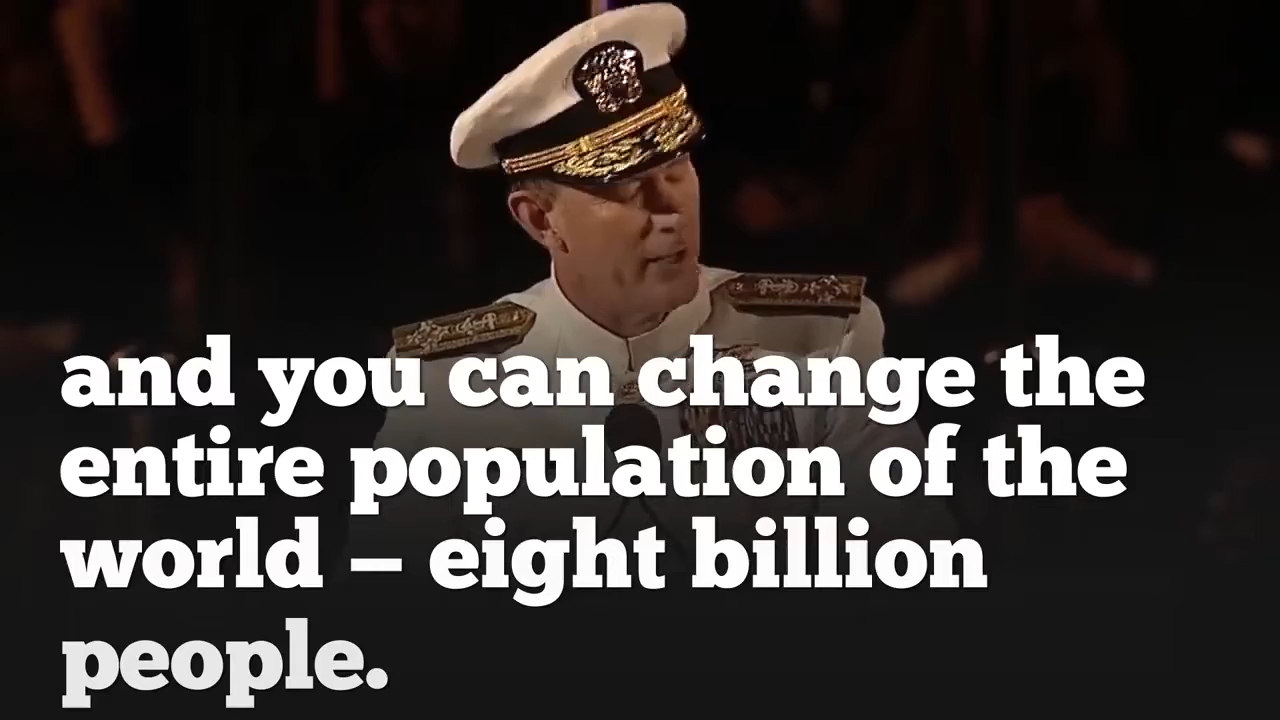 and you can change the
entire population of the
world – eight billion
people.